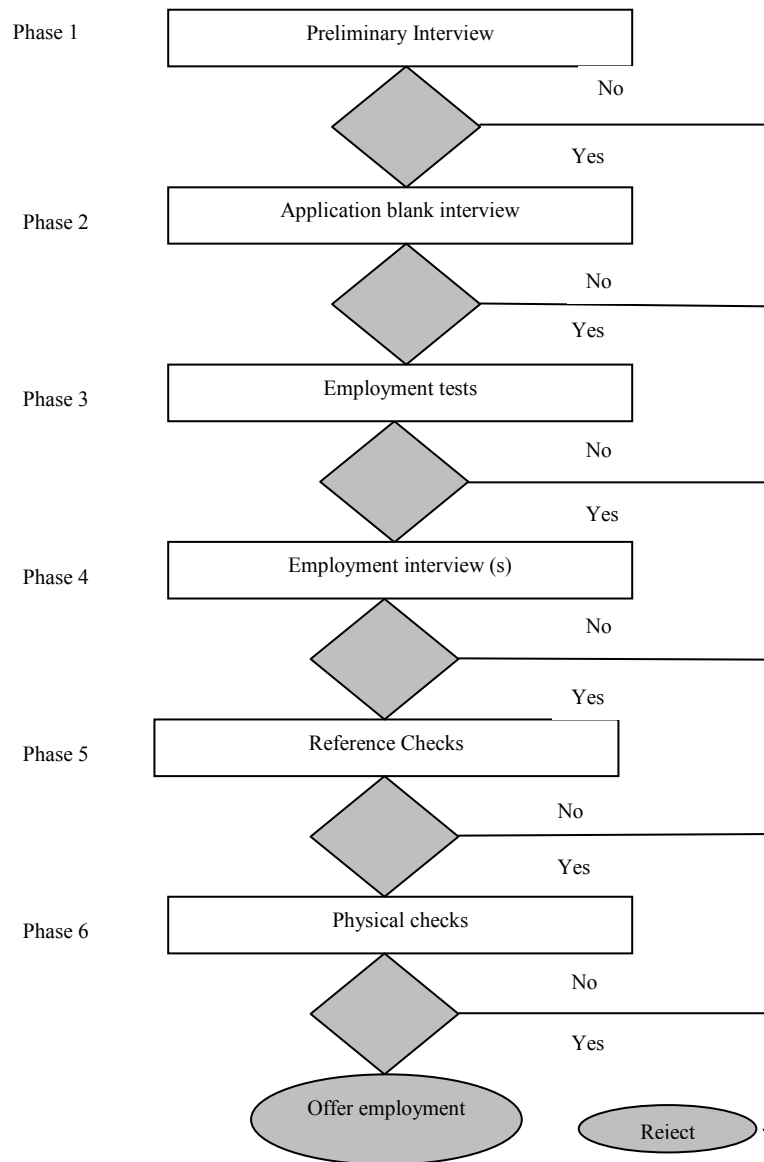 Phase 1
Preliminary Interview
No
Yes
Phase 2
Application blank interview
No
Yes
Phase 3
Employment tests
No
Yes
Phase 4
Employment interview (s)
No
Yes
Phase 5
Reference Checks
No
Yes
Phase 6
Physical checks
No
Yes
Offer employment
Reject